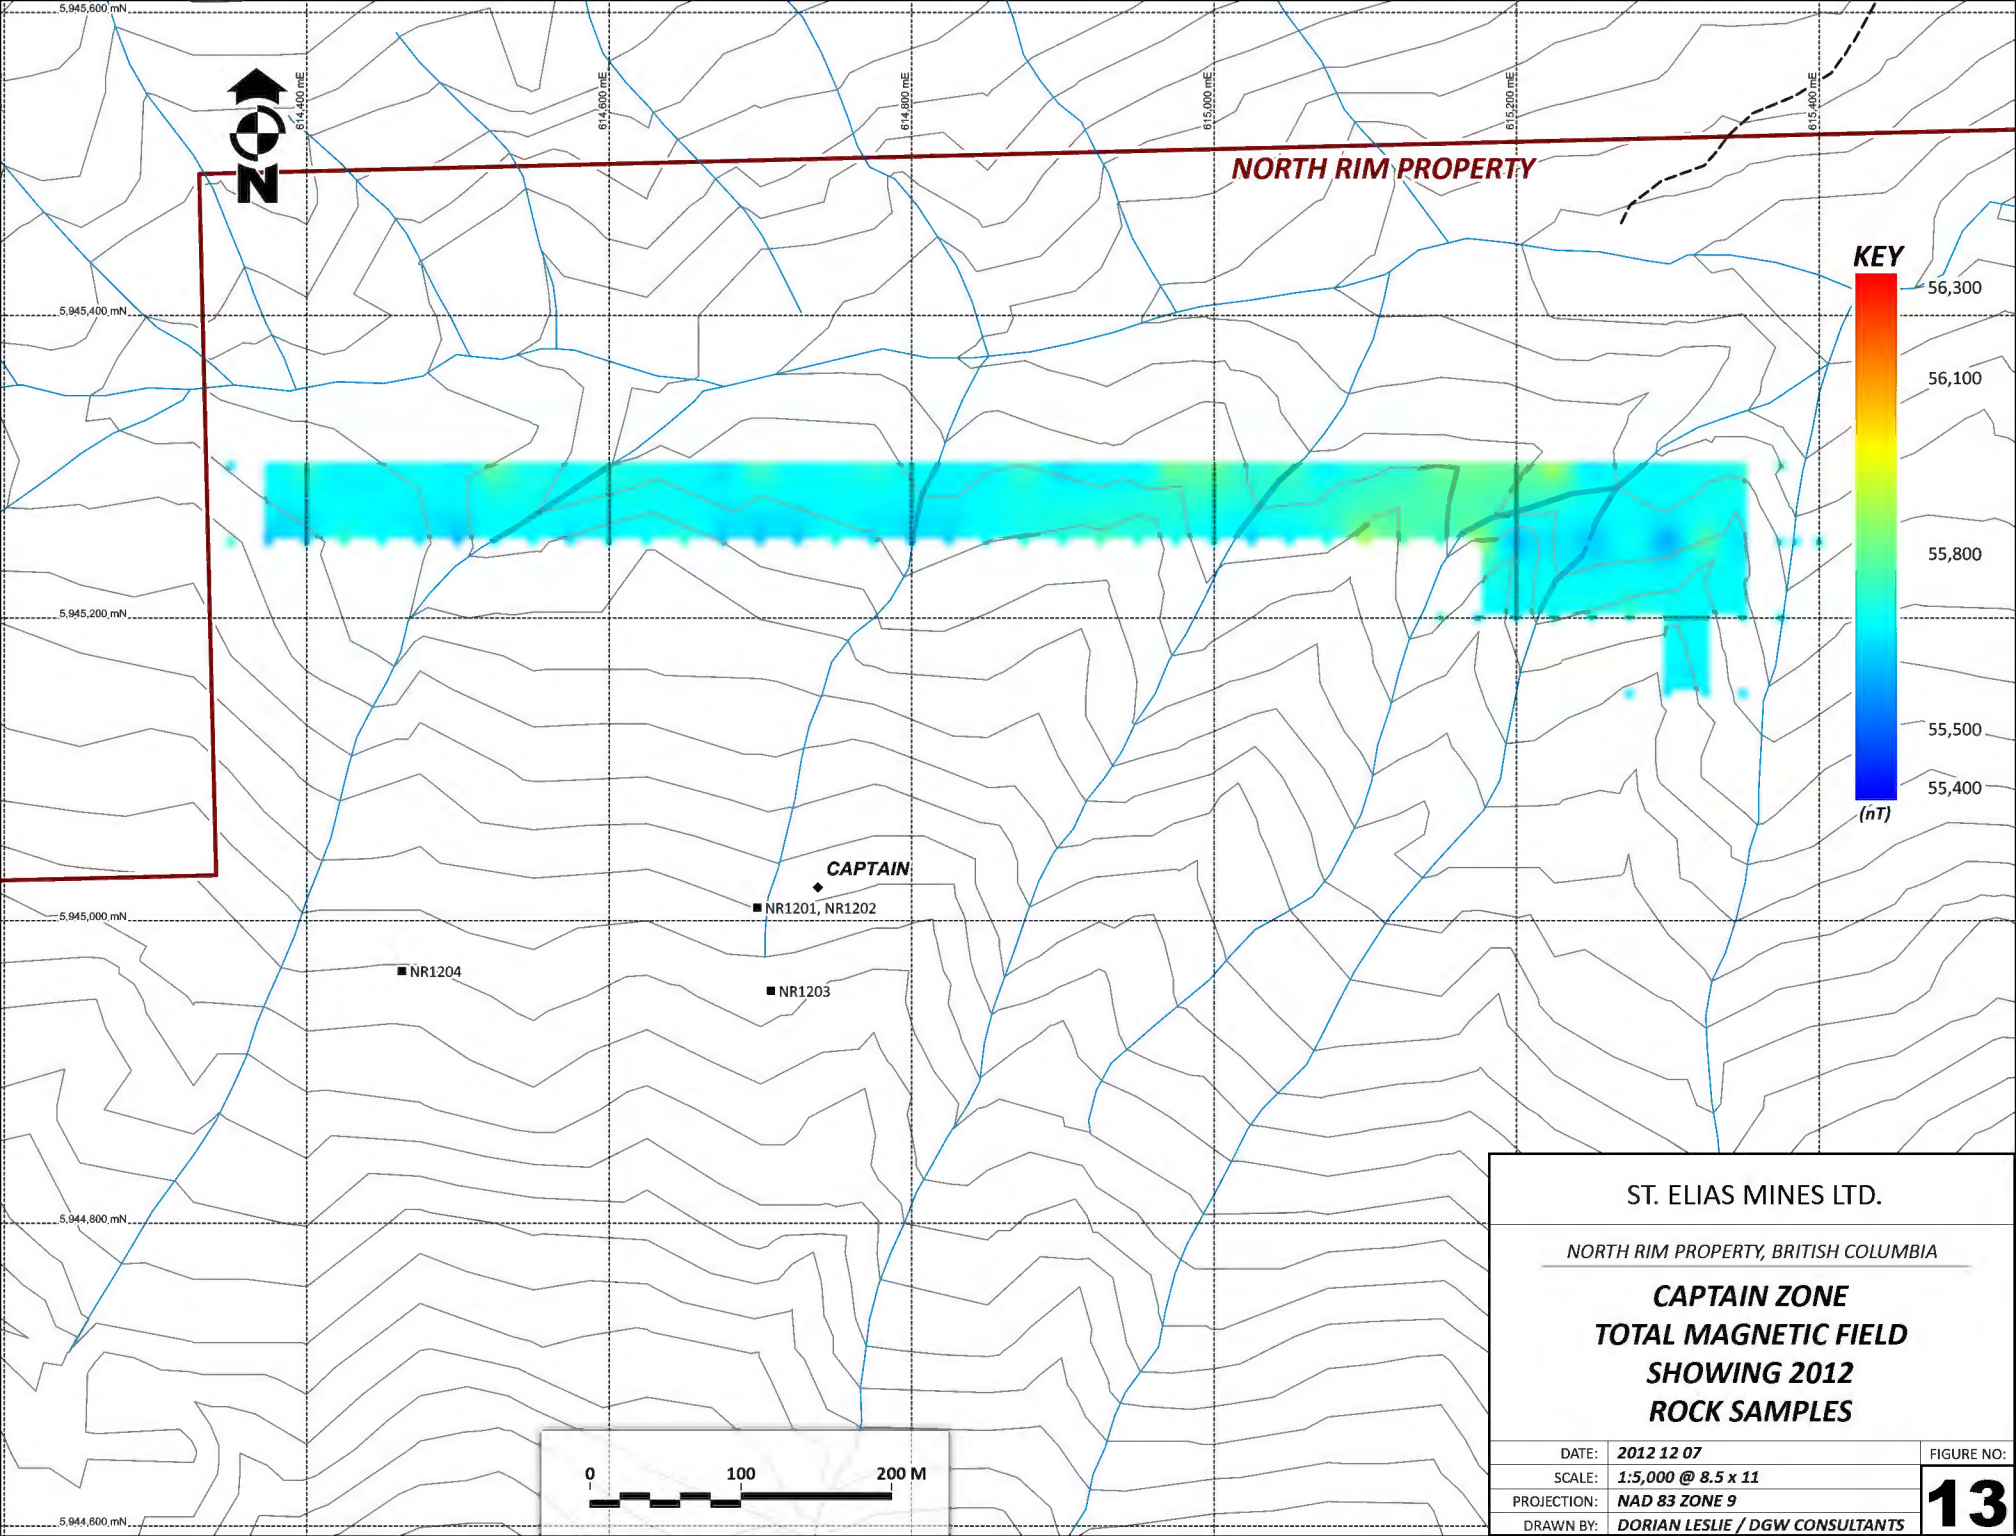 5,945,600 mN
614,400 mE
614,600 mE
614,800 mE
615,000 mE
615,200 mE
615,400 mE
N
NORTH RIM PROPERTY
KEY
56,300
56,100
55,800
55,500
55,400
(nT)
5,945,400 mN
5,945,200 mN
CAPTAIN
NR1201, NR1202
5,945,000 mN
NR1204
NR1203
5,944,800 mN
5,944,600 mN
0 100 200 M
ST. ELIAS MINES LTD.
NORTH RIM PROPERTY, BRITISH COLUMBIA
CAPTAIN ZONE
TOTAL MAGNETIC FIELD
SHOWING 2012
ROCK SAMPLES
DATE: 2012 12 07
SCALE: 1:5,000 @ 8.5 x 11
PROJECTION: NAD 83 ZONE 9
DRAWN BY: DORIAN LESLIE / DGW CONSULTANTS
FIGURE NO:
13